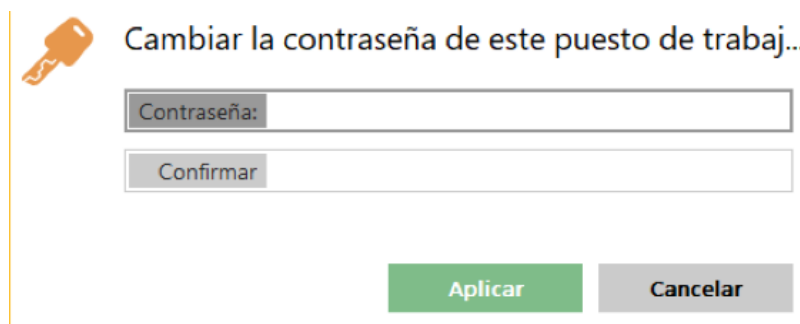 Cambiar la contraseña de este puesto de trabaj...
Contraseña:
Confirmar
Aplicar
Cancelar